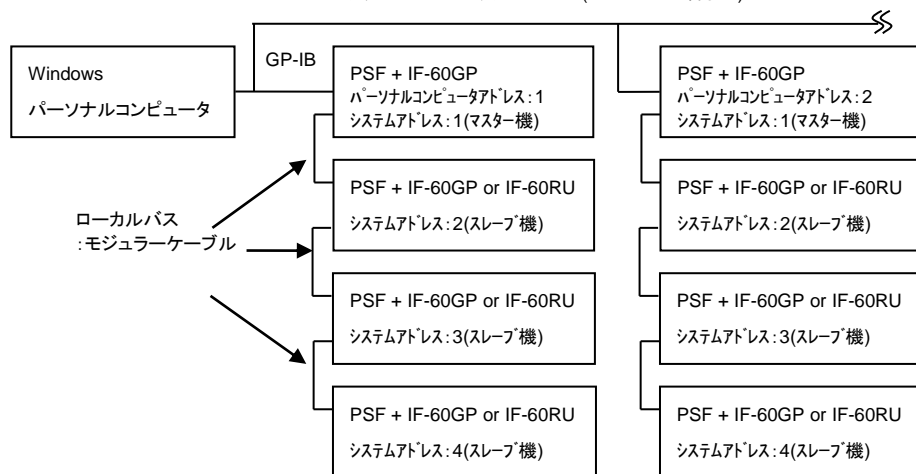 GP-IB
Windows
パーソナルコンピュータ
PSF + IF-60GP
ﾊﾟｰｿﾅﾙｺﾝﾋﾟｭｰﾀｱﾄﾞﾚｽ:1
ｼｽﾃﾑｱﾄﾞﾚｽ:1(ﾏｽﾀｰ機)
PSF + IF-60GP
ﾊﾟｰｿﾅﾙｺﾝﾋﾟｭｰﾀｱﾄﾞﾚｽ:2
ｼｽﾃﾑｱﾄﾞﾚｽ:1(ﾏｽﾀｰ機)
ローカルバス
:モジュラーケーブル
PSF + IF-60GP or IF-60RU
ｼｽﾃﾑｱﾄﾞﾚｽ:2(ｽﾚｰﾌﾞ機)
PSF + IF-60GP or IF-60RU
ｼｽﾃﾑｱﾄﾞﾚｽ:2(ｽﾚｰﾌﾞ機)
PSF + IF-60GP or IF-60RU
ｼｽﾃﾑｱﾄﾞﾚｽ:3(ｽﾚｰﾌﾞ機)
PSF + IF-60GP or IF-60RU
ｼｽﾃﾑｱﾄﾞﾚｽ:3(ｽﾚｰﾌﾞ機)
PSF + IF-60GP or IF-60RU
ｼｽﾃﾑｱﾄﾞﾚｽ:4(ｽﾚｰﾌﾞ機)
PSF + IF-60GP or IF-60RU
ｼｽﾃﾑｱﾄﾞﾚｽ:4(ｽﾚｰﾌﾞ機)